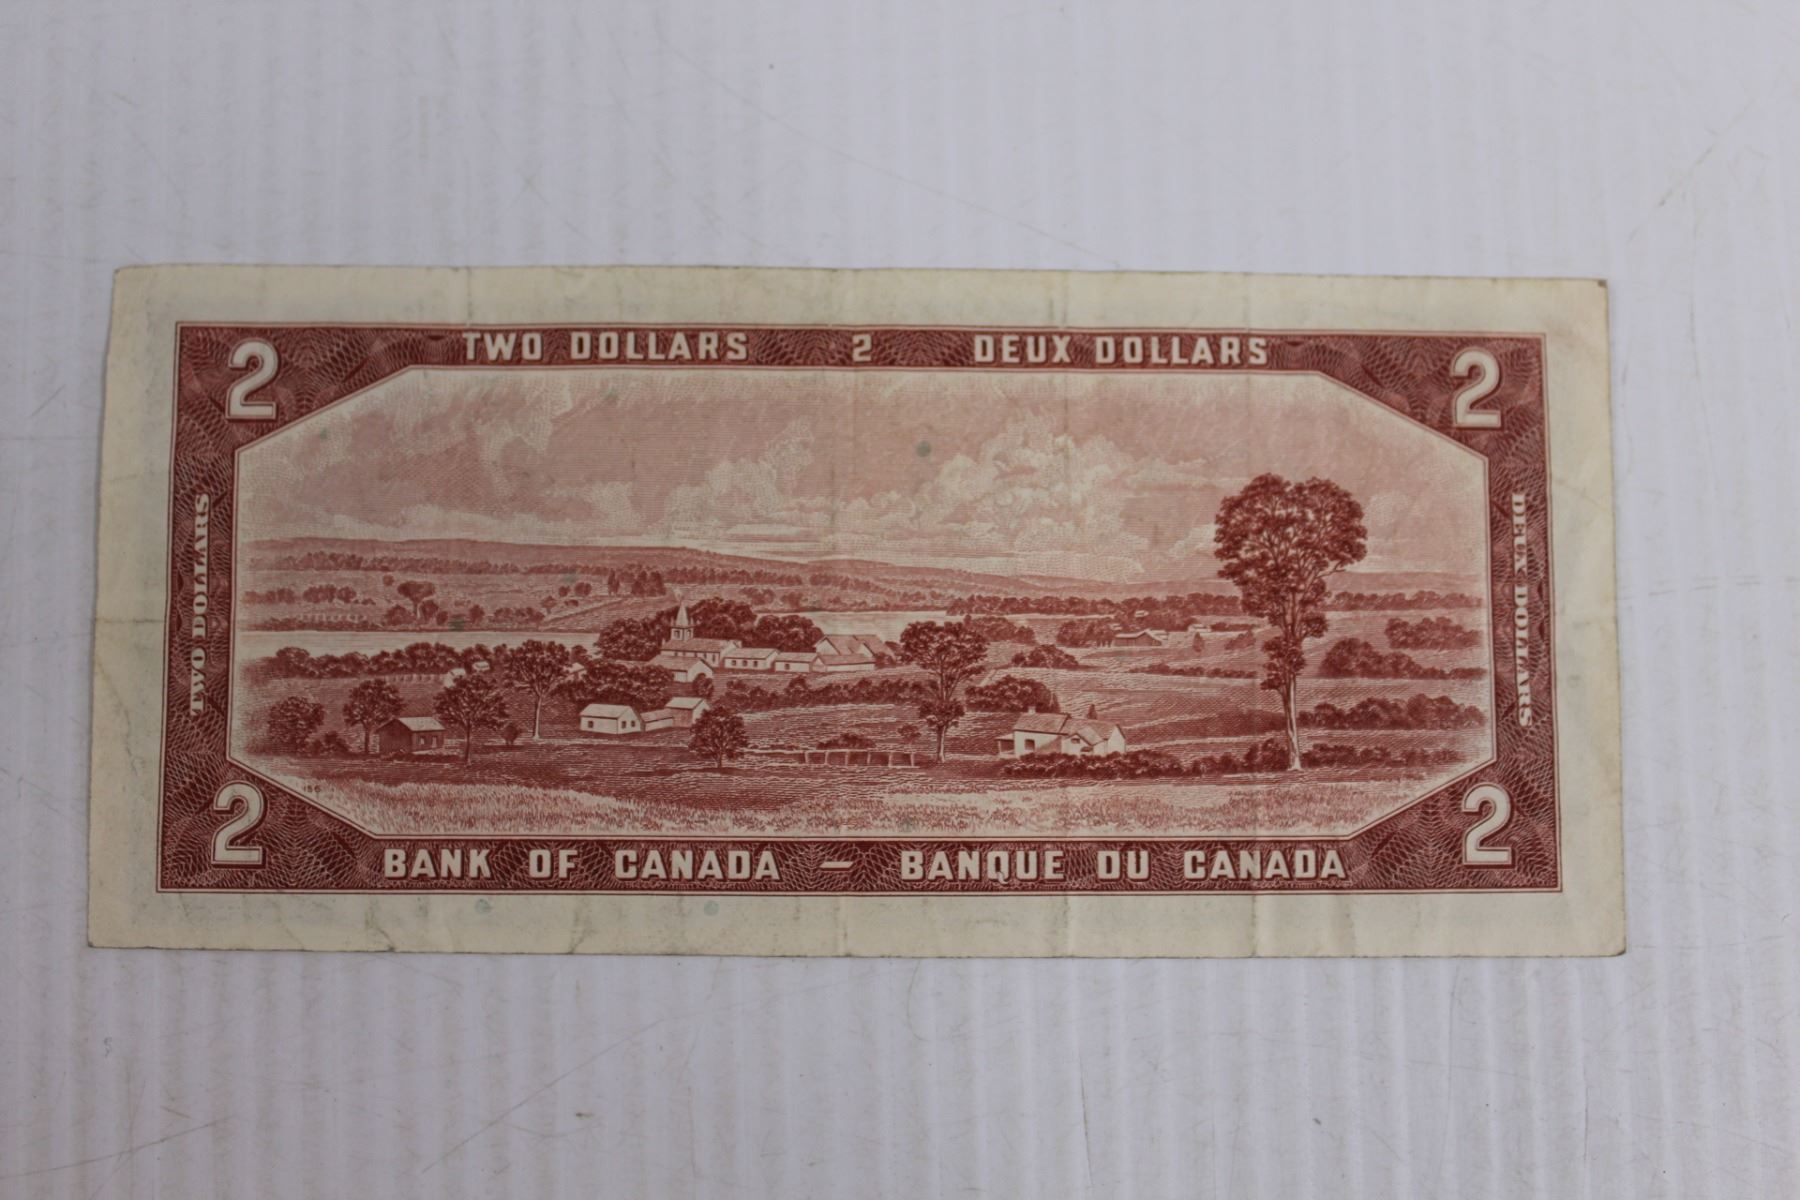 TWO DOLLARS 2 DEUX DOLLARS
2 2
TWO DOLLARS
DEUX DOLLARS
2 2
BANK OF CANADA — BANQUE DU CANADA